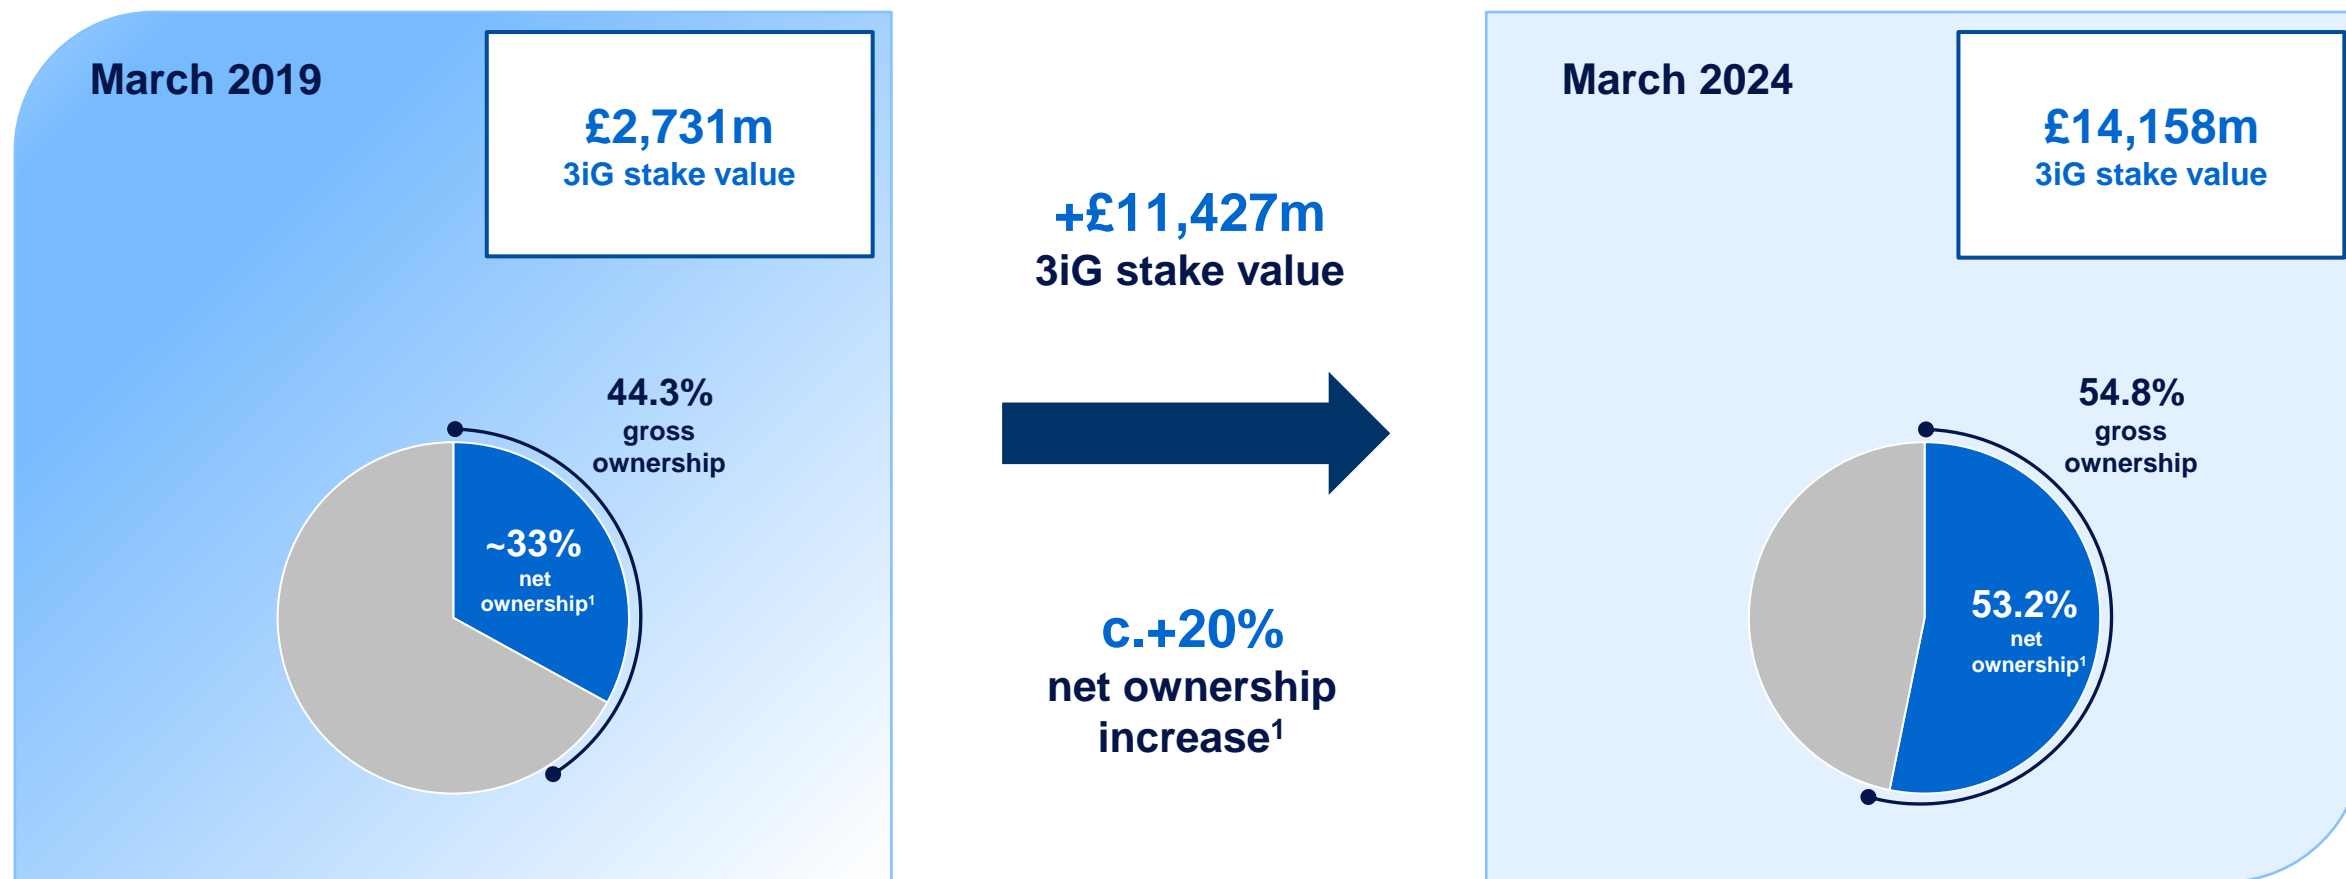 March 2019
£2,731m
3iG stake value
44.3%
gross
ownership
~33%
net
ownership¹
+£11,427m
3iG stake value
c.+20%
net ownership
increase¹
March 2024
£14,158m
3iG stake value
54.8%
gross
ownership
53.2%
net
ownership¹